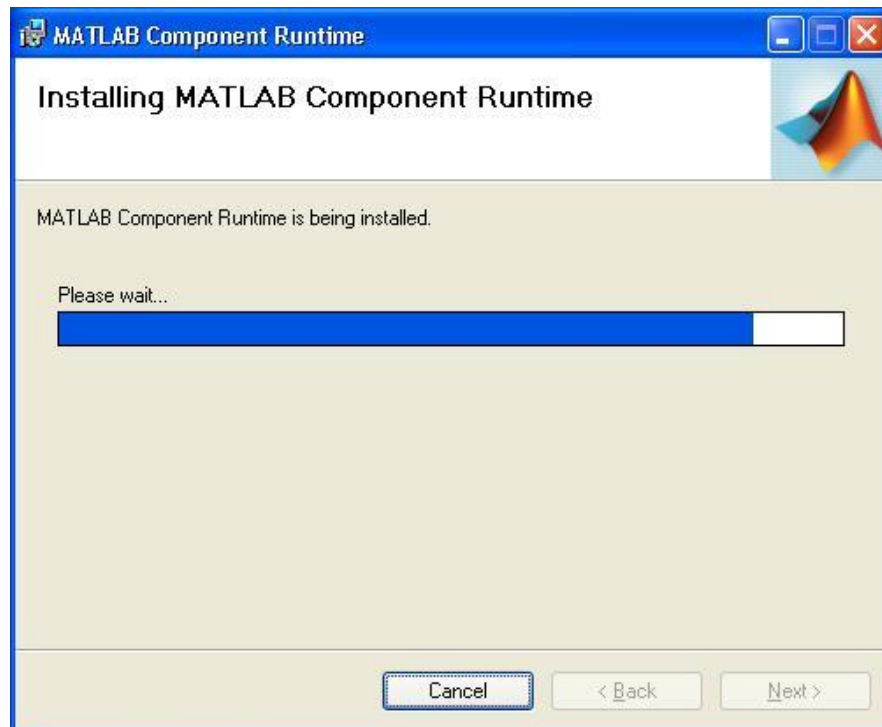 MATLAB Component Runtime
Installing MATLAB Component Runtime
MATLAB Component Runtime is being installed.
Please wait...
Cancel
< Back
Next >